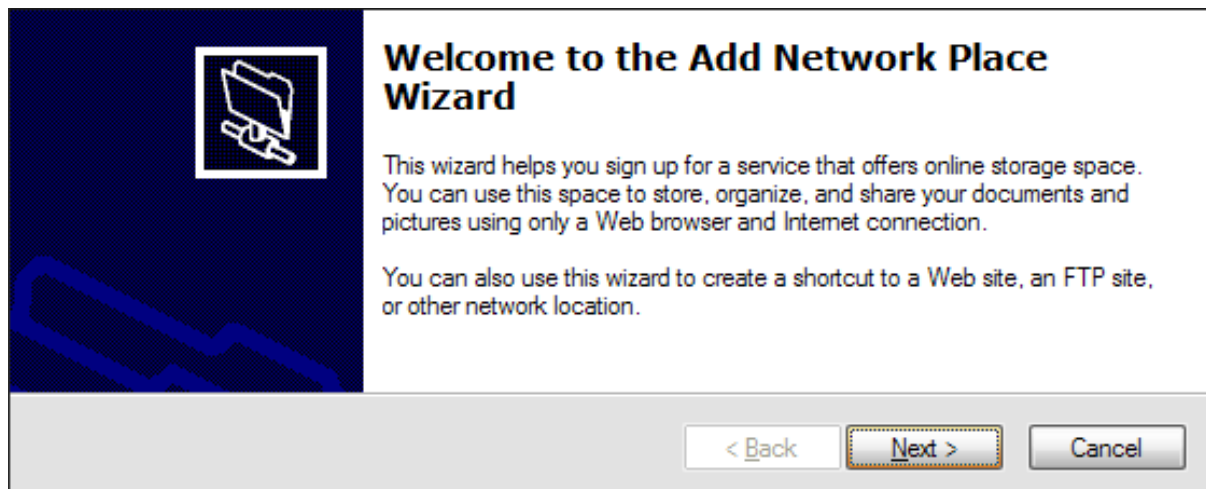 Welcome to the Add Network Place
Wizard
This wizard helps you sign up for a service that offers online storage space.
You can use this space to store, organize, and share your documents and
pictures using only a Web browser and Internet connection.
You can also use this wizard to create a shortcut to a Web site, an FTP site,
or other network location.
< Back Next > Cancel